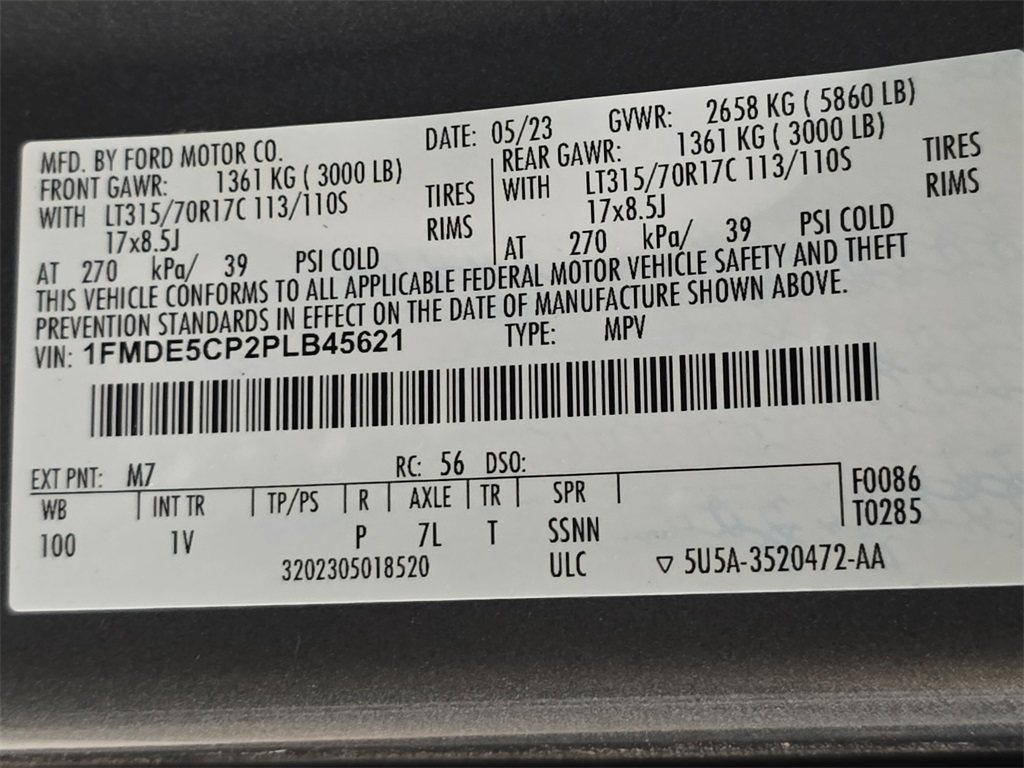 MFD. BY FORD MOTOR CO. DATE: 05/23 GVWR: 2658 KG ( 5860 LB)
FRONT GAWR: 1361 KG ( 3000 LB) REAR GAWR: 1361 KG ( 3000 LB)
WITH LT315/70R17C 113/110S TIRES WITH LT315/70R17C 113/110S TIRES
17x8.5J RIMS 17x8.5J RIMS
AT 270 kPa/ 39 PSI COLD AT 270 kPa/ 39 PSI COLD
THIS VEHICLE CONFORMS TO ALL APPLICABLE FEDERAL MOTOR VEHICLE SAFETY AND THEFT
PREVENTION STANDARDS IN EFFECT ON THE DATE OF MANUFACTURE SHOWN ABOVE.
VIN: 1FMDE5CP2PLB45621 TYPE: MPV
EXT PNT: M7 RC: 56 DSO:
WB INT TR TP/PS R AXLE TR SPR F0086
100 1V P 7L T SSNN T0285
3202305018520 ULC ▽ 5U5A-3520472-AA